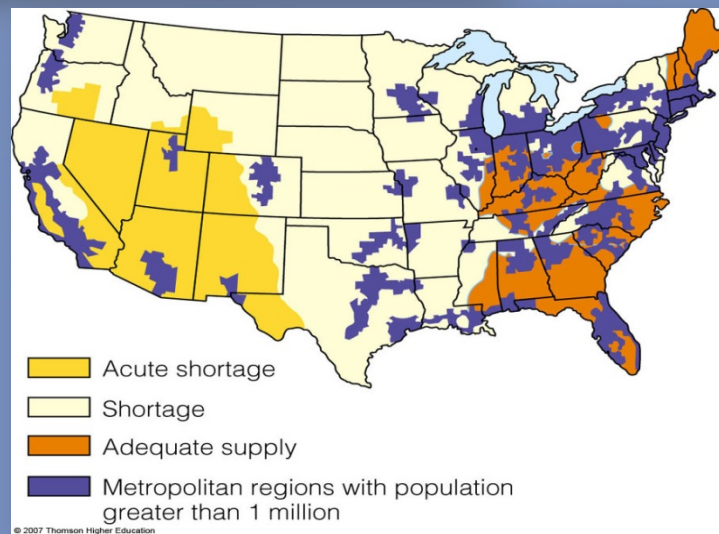 Acute shortage
Shortage
Adequate supply
Metropolitan regions with population
greater than 1 million
© 2007 Thomson Higher Education